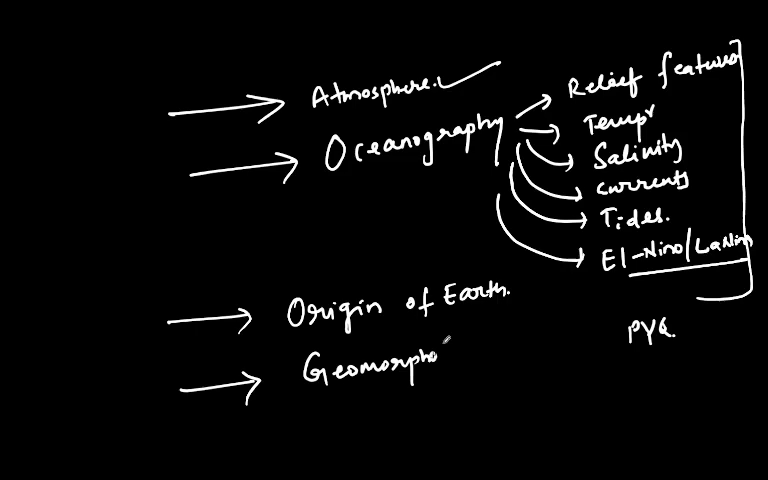 Atmosphere.
Oceanography
Relief features
Tempr
Salinity
Currents
Tides.
El-Nino/LaNina
Origin of Earth.
PYQ.
Geomorpho